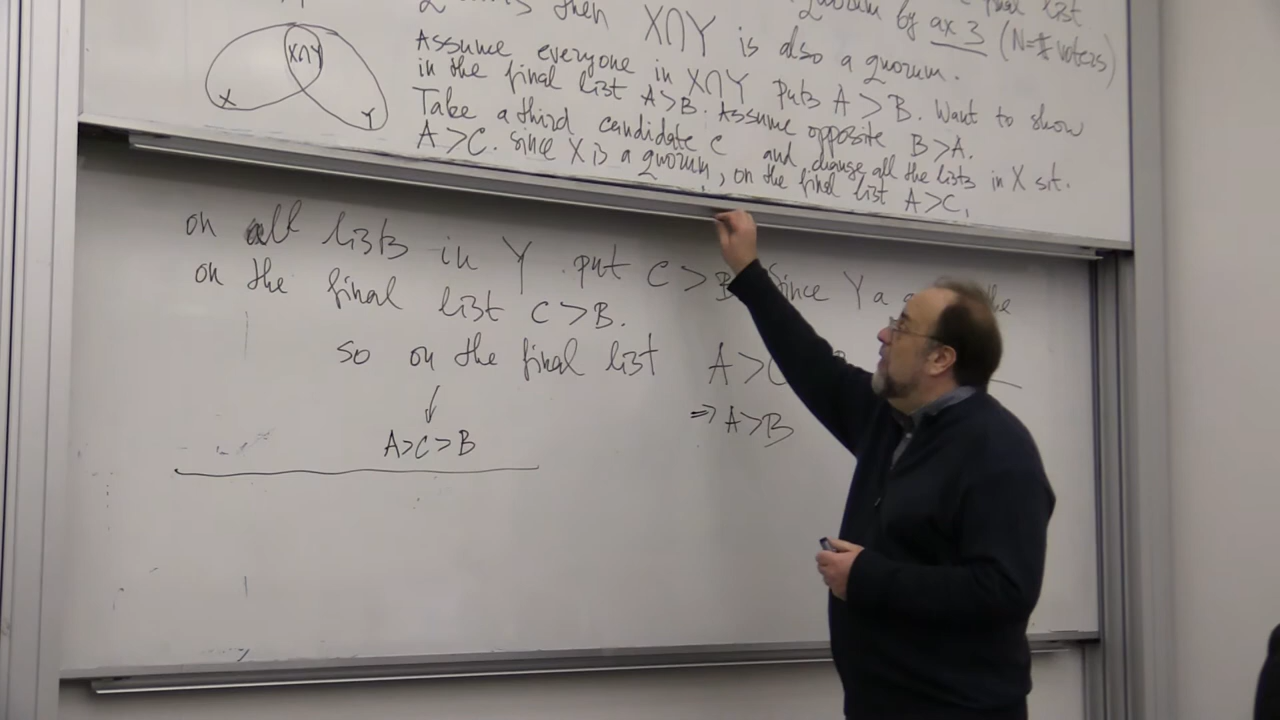 then X∩Y is also a quorum by ax 3 (N=# voters)
Assume everyone in X∩Y puts A > B. Want to show
in the final list A>B. Assume opposite B>A.
Take a third candidate C and change all the lists in X s.t.
A>C. Since X is a quorum, on the final list A>C,
X∩Y
X
Y
on all lists in Y put C > B. Since Y a
on the final list C > B.
so on the final list A > C
⇒ A>B
↓
A>C>B